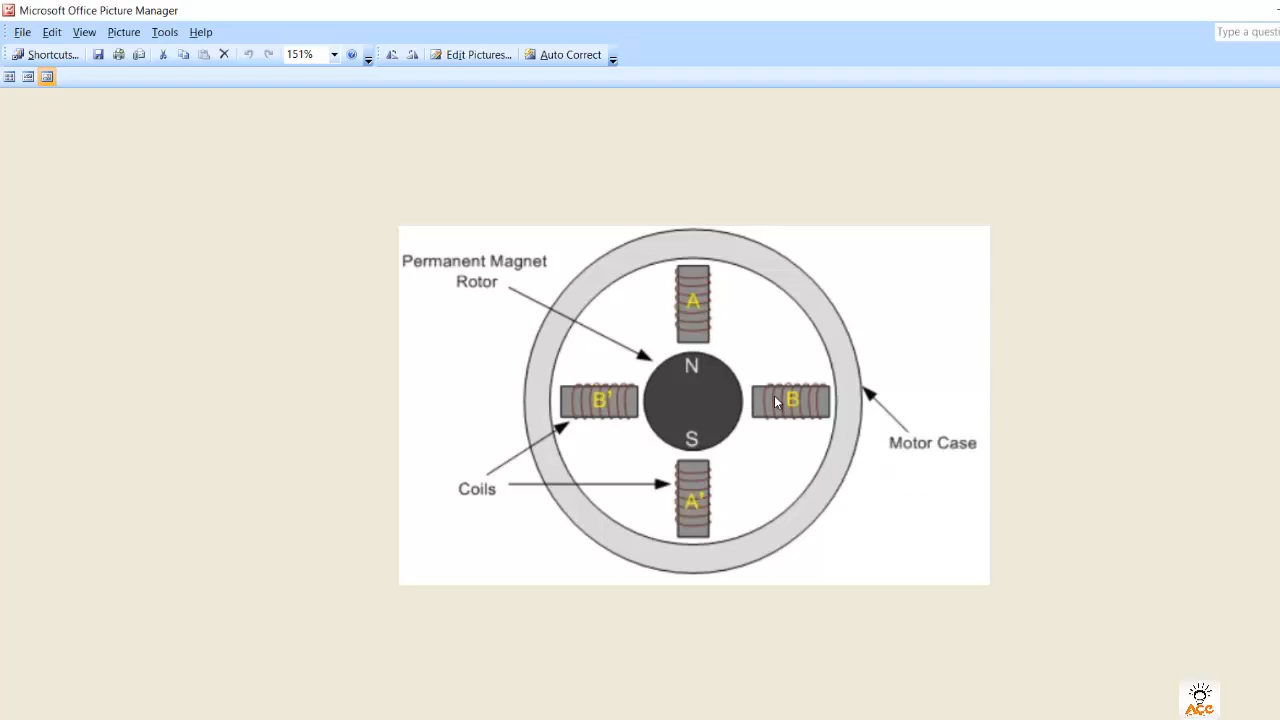 Microsoft Office Picture Manager
File Edit View Picture Tools Help
Type a questi
Shortcuts... 151% Edit Pictures... Auto Correct
Permanent Magnet
Rotor
A
N
B'
B
S
Motor Case
Coils
A'
ACC